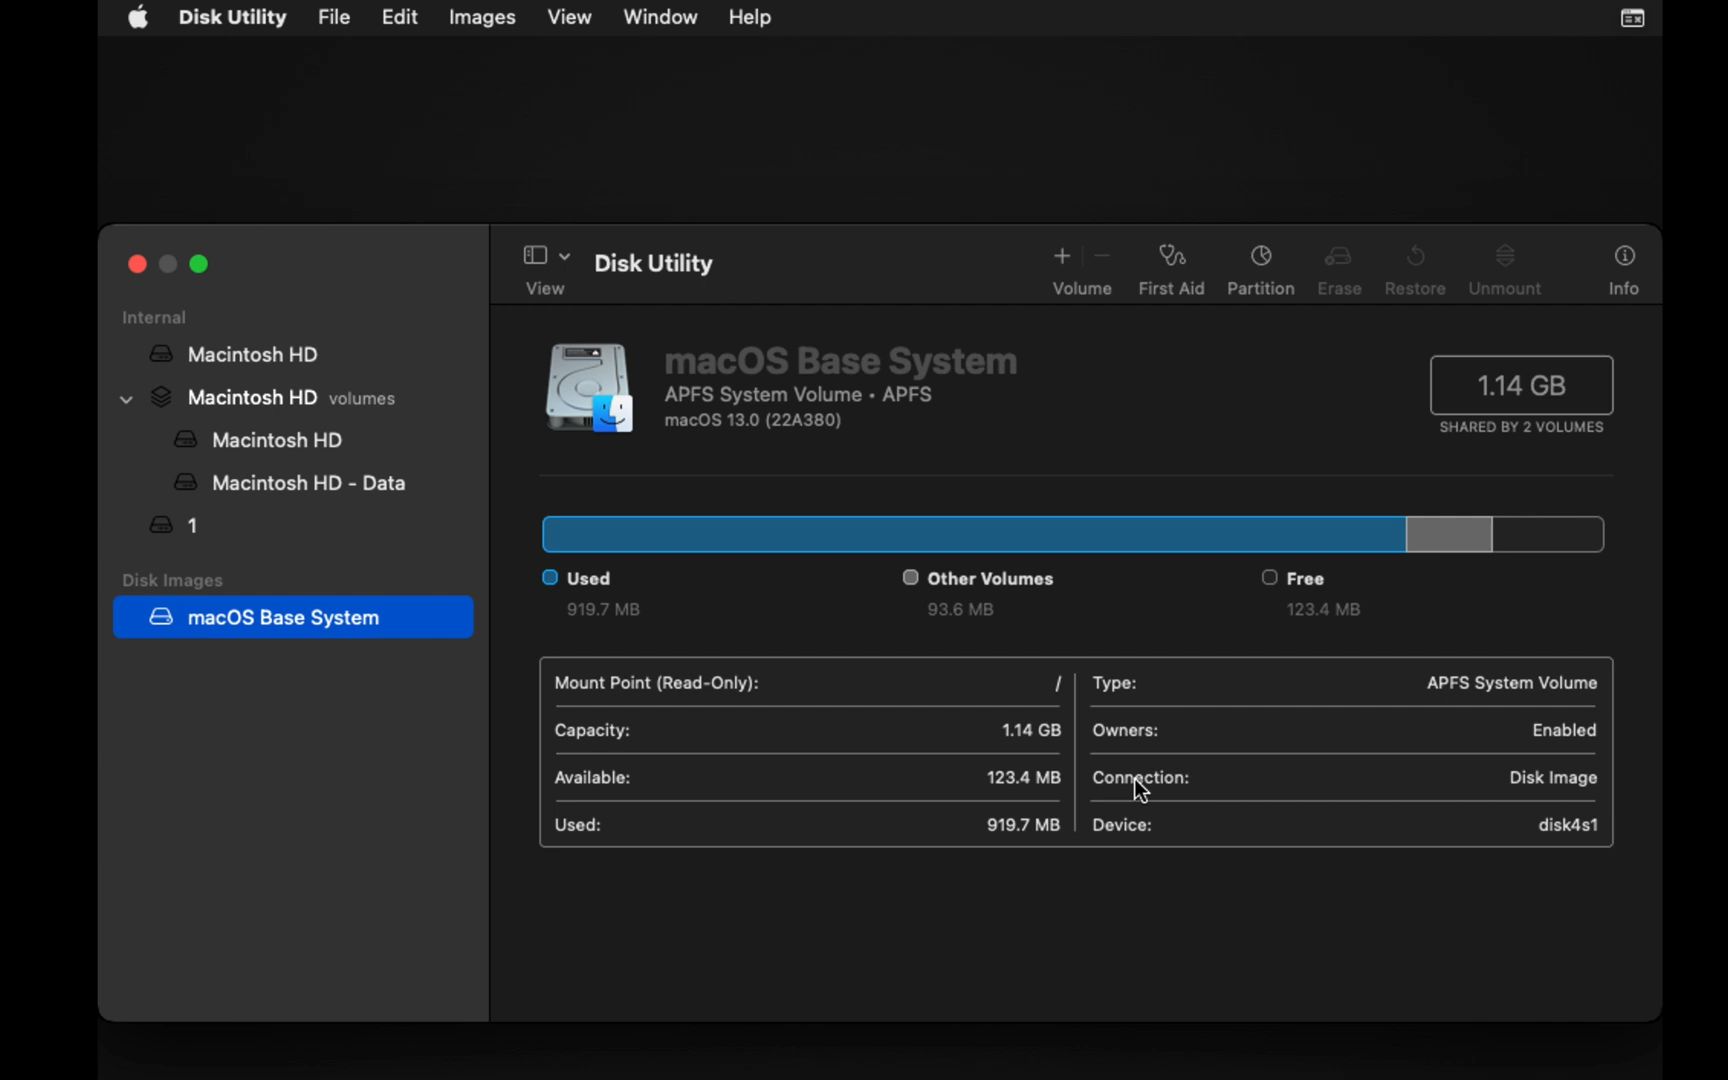 Disk Utility File Edit Images View Window Help
View
Disk Utility
Volume First Aid Partition Erase Restore Unmount Info
Internal
Macintosh HD
Macintosh HD volumes
Macintosh HD
Macintosh HD - Data
1
Disk Images
macOS Base System
macOS Base System
APFS System Volume • APFS
macOS 13.0 (22A380)
1.14 GB
SHARED BY 2 VOLUMES
Used
919.7 MB
Other Volumes
93.6 MB
Free
123.4 MB
Mount Point (Read-Only): /
Capacity: 1.14 GB
Available: 123.4 MB
Used: 919.7 MB
Type: APFS System Volume
Owners: Enabled
Connection: Disk Image
Device: disk4s1